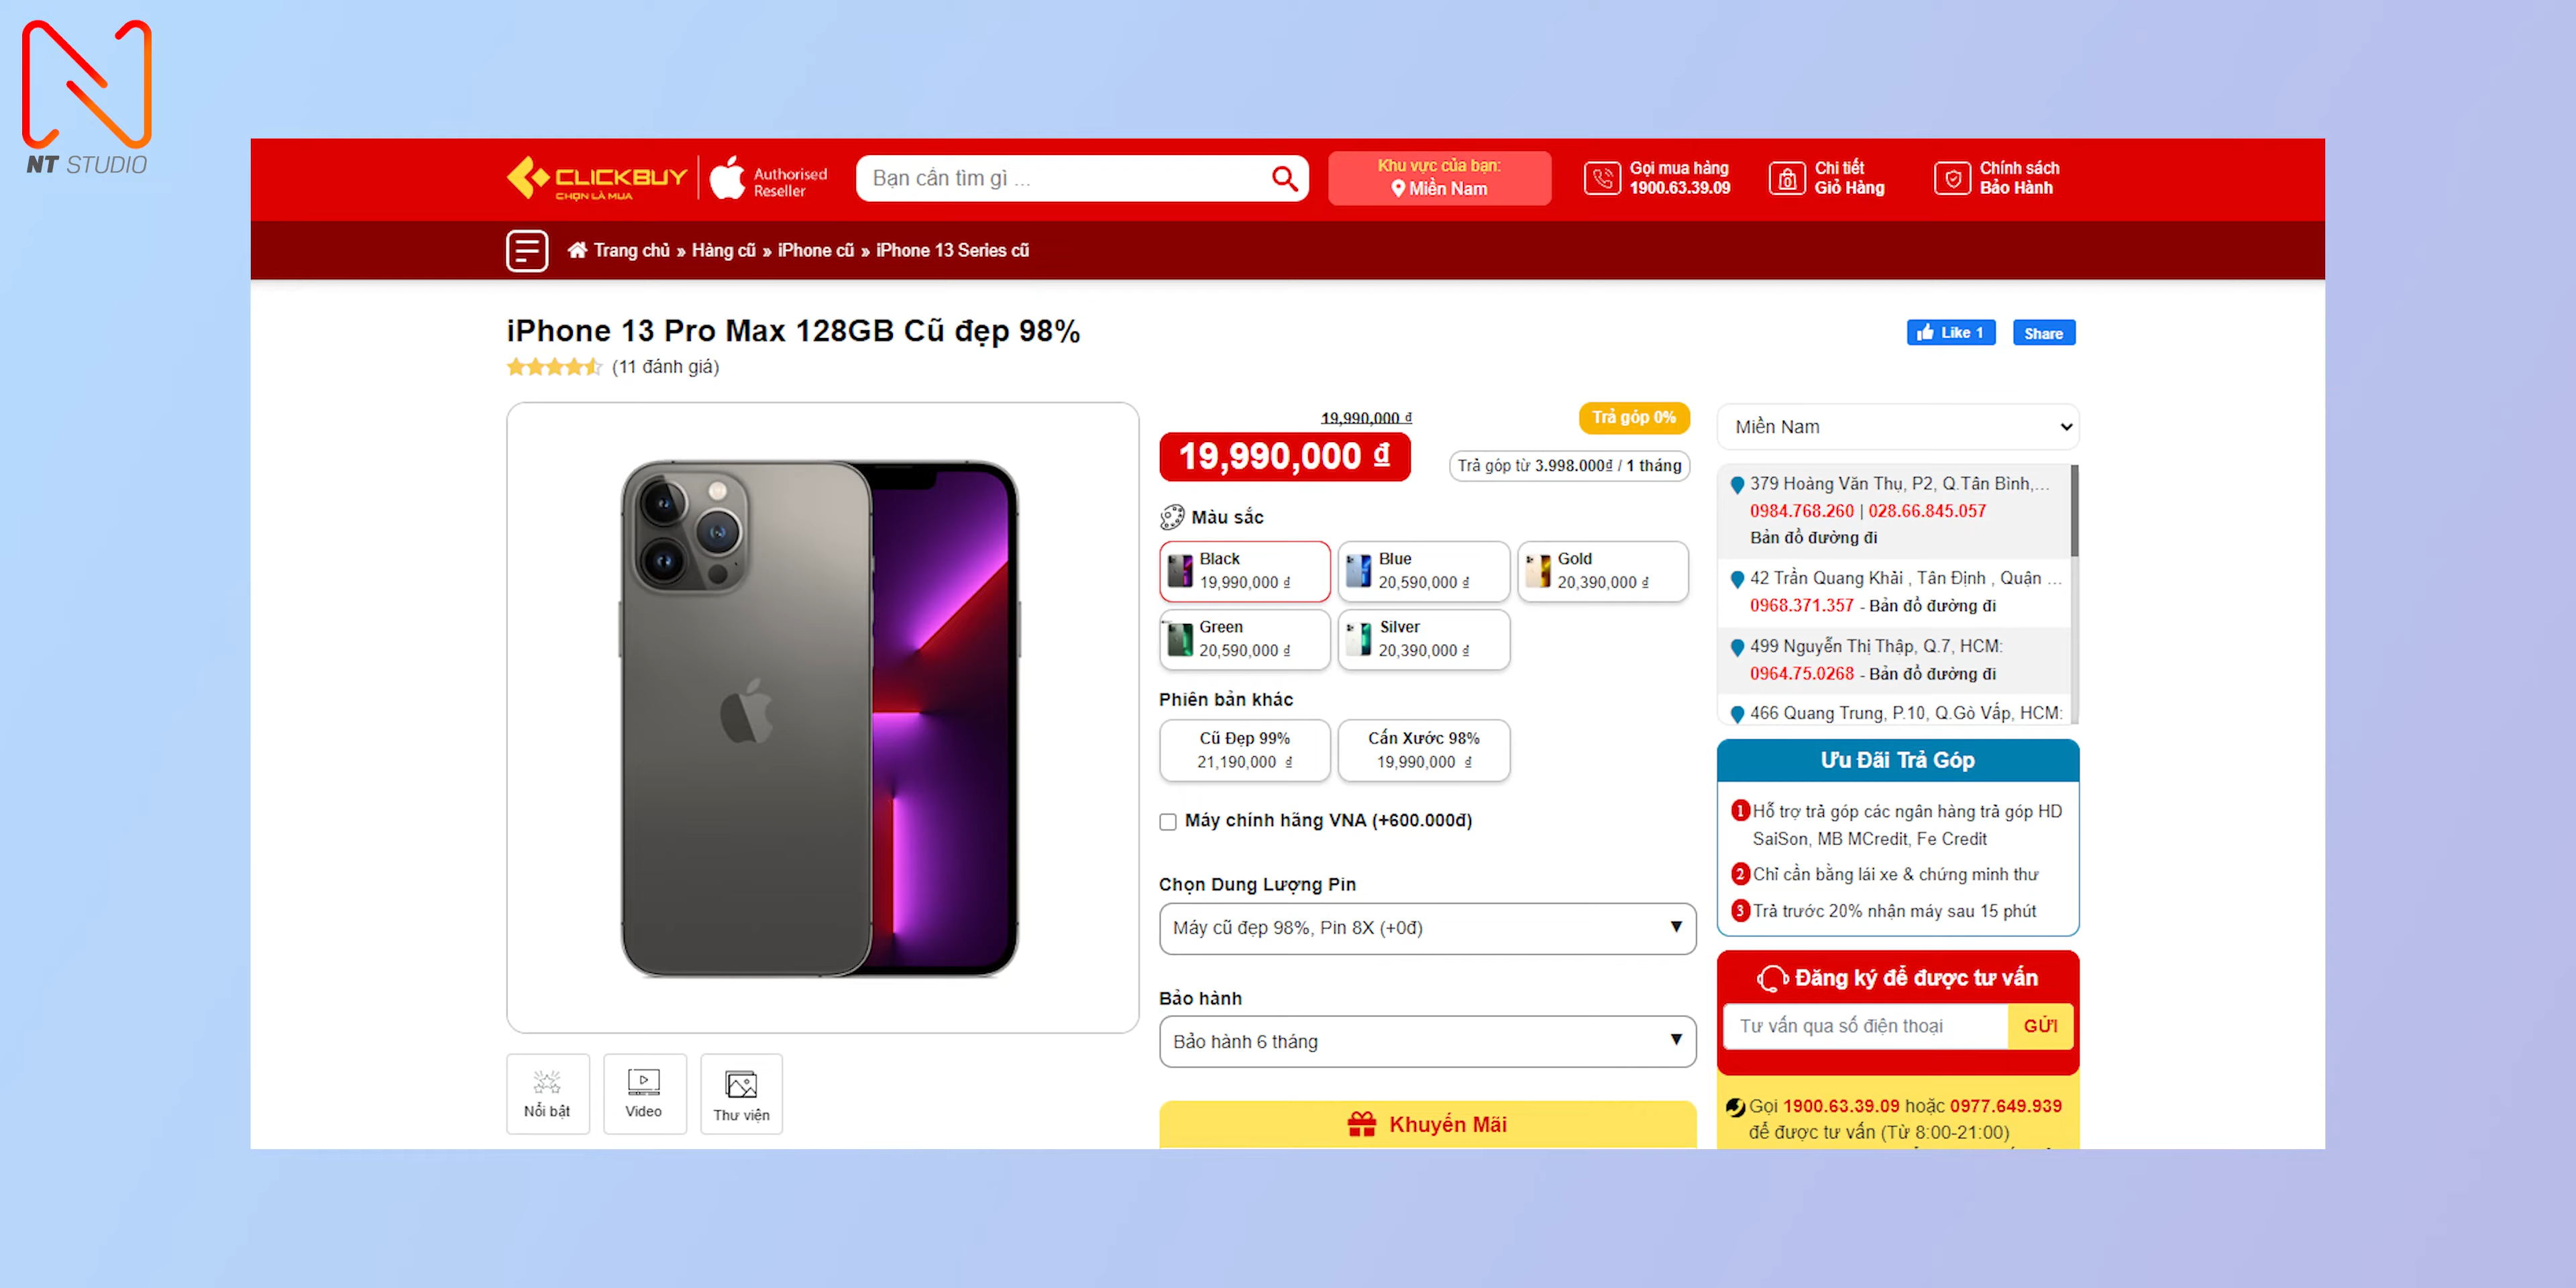 NT STUDIO
CLICKBUY
CHỌN LÀ MUA
Authorised
Reseller
Bạn cần tìm gì ...
Khu vực của bạn:
Miền Nam
Gọi mua hàng
1900.63.39.09
0
Chi tiết
Giỏ Hàng
Chính sách
Bảo Hành
Trang chủ » Hàng cũ » iPhone cũ » iPhone 13 Series cũ
iPhone 13 Pro Max 128GB Cũ đẹp 98%
Like 1
Share
(11 đánh giá)
19,990,000 ₫
19,990,000 ₫
Trả góp 0%
Trả góp từ 3.998.000₫ / 1 tháng
Màu sắc
Black
19,990,000 ₫
Blue
20,590,000 ₫
Gold
20,390,000 ₫
Green
20,590,000 ₫
Silver
20,390,000 ₫
Phiên bản khác
Cũ Đẹp 99%
21,190,000 ₫
Cấn Xước 98%
19,990,000 ₫
Máy chính hãng VNA (+600.000đ)
Chọn Dung Lượng Pin
Máy cũ đẹp 98%, Pin 8X (+0đ)
Bảo hành
Bảo hành 6 tháng
Khuyến Mãi
Nổi bật
Video
Thư viện
Miền Nam
379 Hoàng Văn Thụ, P2, Q.Tân Bình,...
0984.768.260 | 028.66.845.057
Bản đồ đường đi
42 Trần Quang Khải , Tân Định , Quận ...
0968.371.357 - Bản đồ đường đi
499 Nguyễn Thị Thập, Q.7, HCM:
0964.75.0268 - Bản đồ đường đi
466 Quang Trung, P.10, Q.Gò Vấp, HCM:
Ưu Đãi Trả Góp
1 Hỗ trợ trả góp các ngân hàng trả góp HD
SaiSon, MB MCredit, Fe Credit
2 Chỉ cần bằng lái xe & chứng minh thư
3 Trả trước 20% nhận máy sau 15 phút
Đăng ký để được tư vấn
Tư vấn qua số điện thoại
GỬI
Gọi 1900.63.39.09 hoặc 0977.649.939
để được tư vấn (Từ 8:00-21:00)